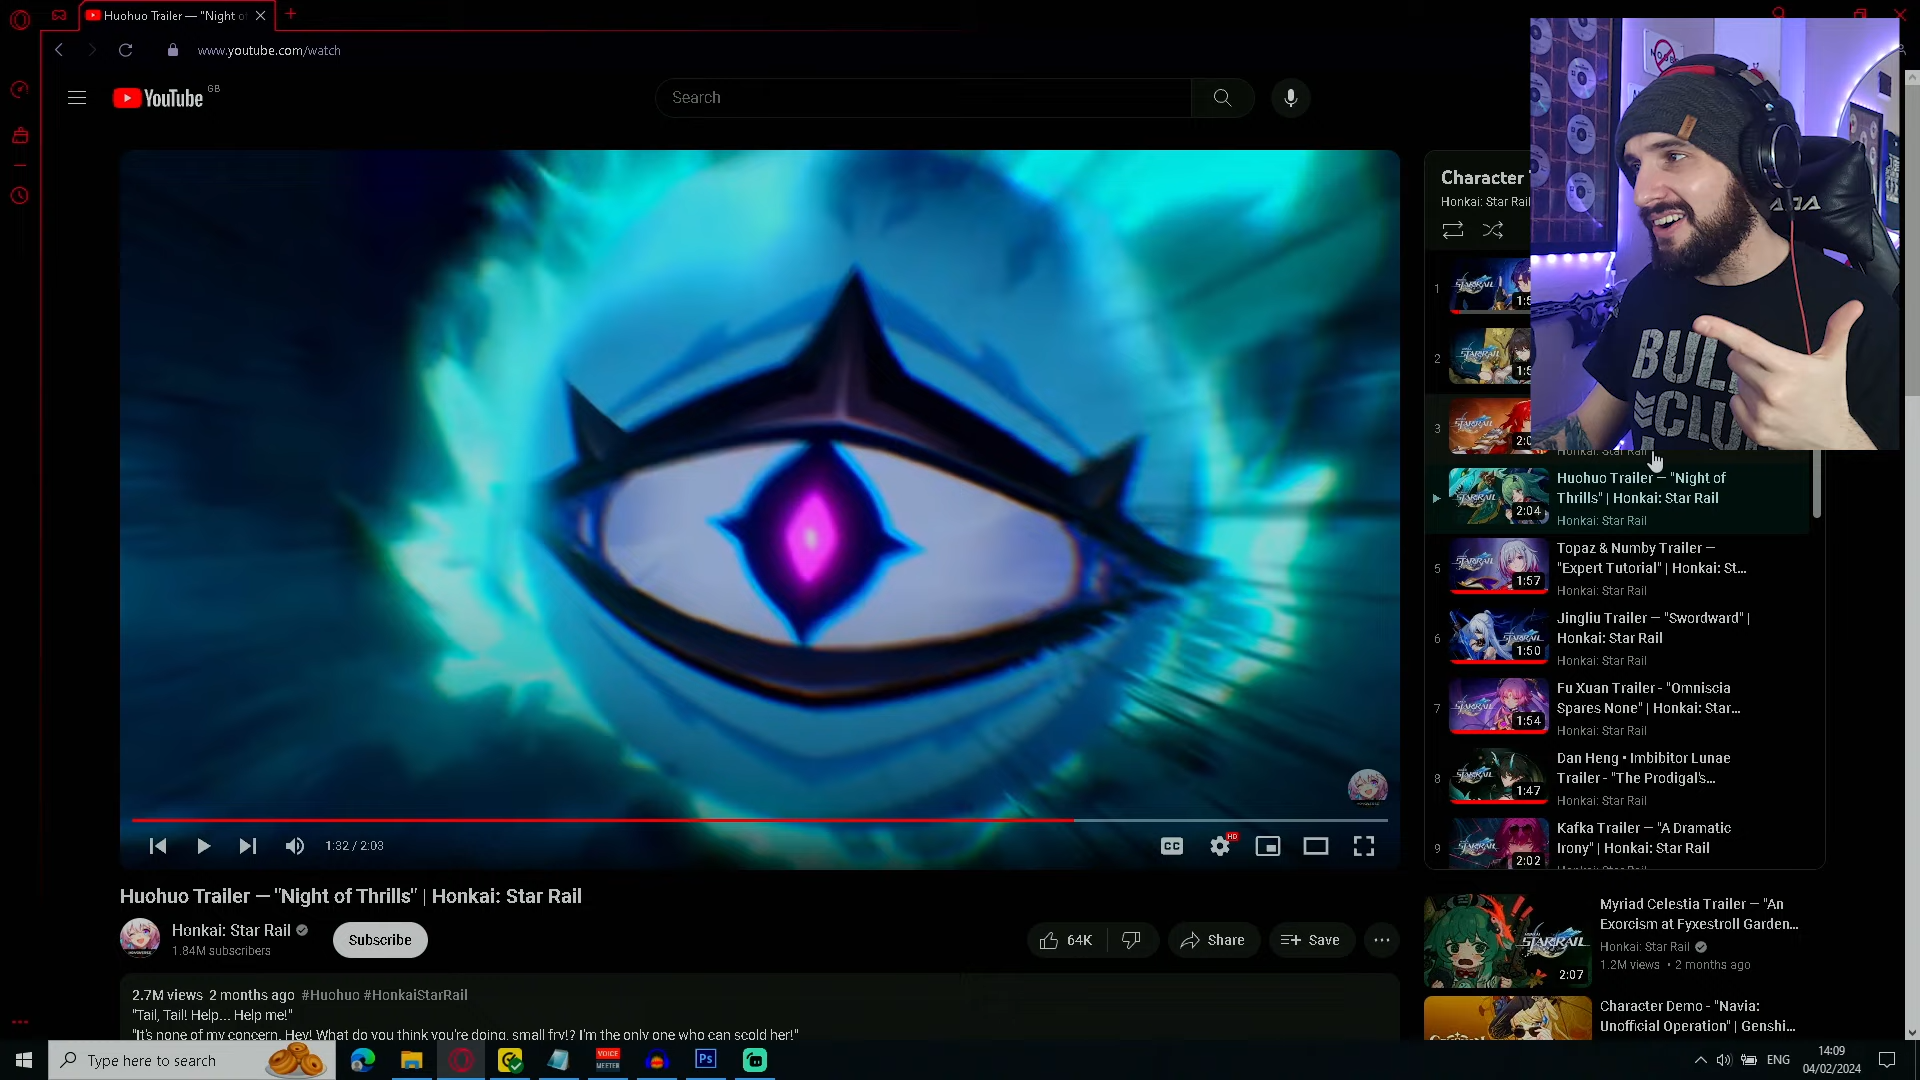 Huohuo Trailer — "Night of
www.youtube.com/watch
YouTube GB
Search
Character
Honkai: Star Rail
1
2
3
Honkai: Star Rail
Huohuo Trailer — "Night of
Thrills" | Honkai: Star Rail
2:04
Honkai: Star Rail
Topaz & Numby Trailer —
5
"Expert Tutorial" | Honkai: St...
1:57
Honkai: Star Rail
Jingliu Trailer — "Swordward" |
6
Honkai: Star Rail
1:50
Honkai: Star Rail
Fu Xuan Trailer - "Omniscia
7
Spares None" | Honkai: Star...
1:54
Honkai: Star Rail
Dan Heng • Imbibitor Lunae
8
Trailer - "The Prodigal's...
1:47
Honkai: Star Rail
Kafka Trailer — "A Dramatic
9
Irony" | Honkai: Star Rail
2:02
Honkai: Star Rail
1:32 / 2:03
CC
HD
Huohuo Trailer — "Night of Thrills" | Honkai: Star Rail
Honkai: Star Rail
1.84M subscribers
Subscribe
64K
Share
Save
2.7M views 2 months ago #Huohuo #HonkaiStarRail
"Tail, Tail! Help... Help me!"
"It's none of my concern. Hey! What do you think you're doing, small fry!? I'm the only one who can scold her!"
Myriad Celestia Trailer — "An
Exorcism at Fyxestroll Garden...
Honkai: Star Rail
1.2M views • 2 months ago
2:07
Character Demo - "Navia:
Unofficial Operation" | Genshi...
Type here to search
VOICE
MEETER
Ps
ENG
14:09
04/02/2024